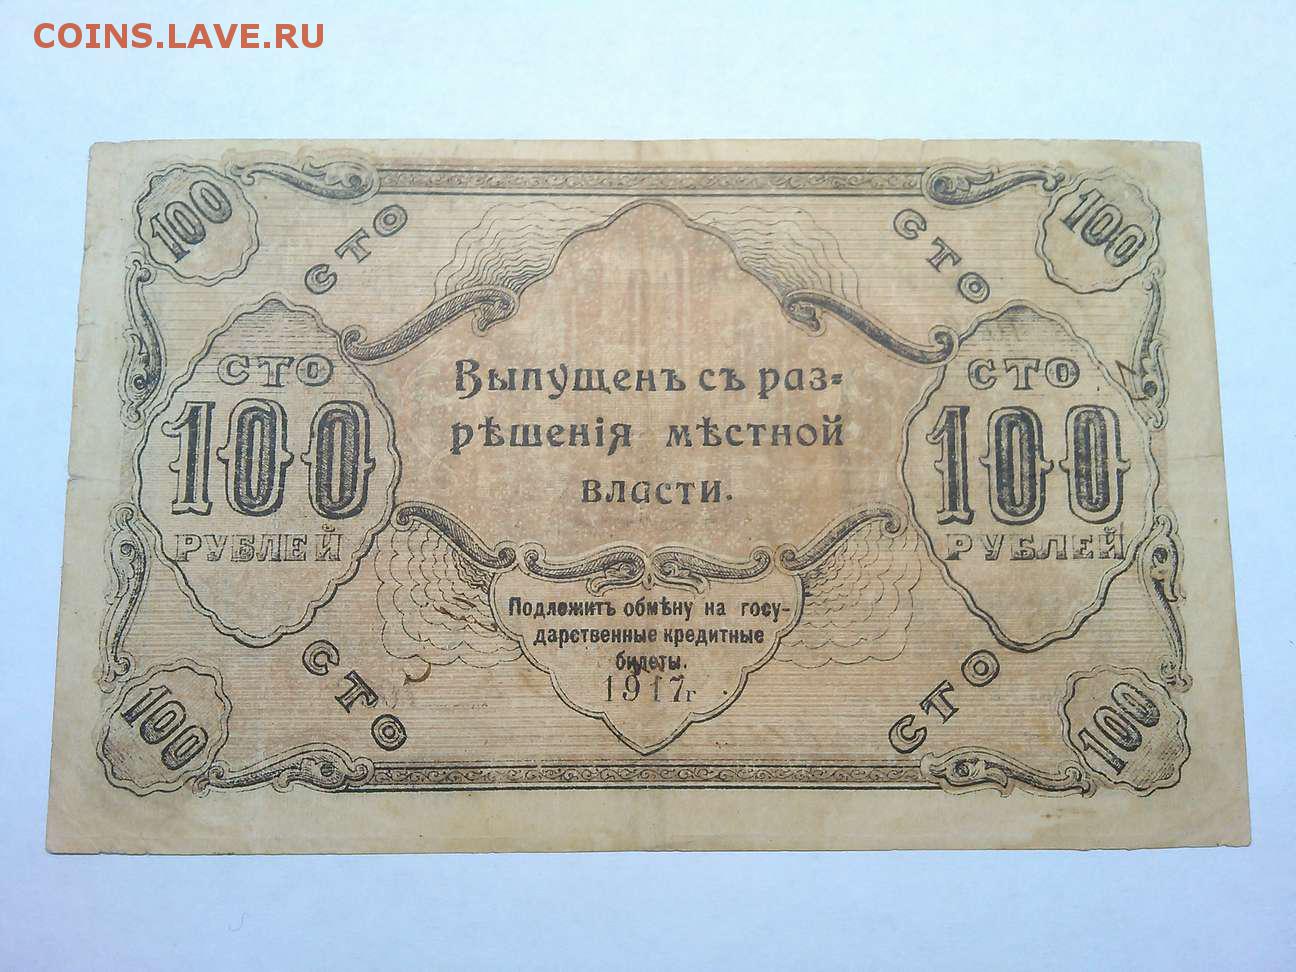 COINS.LAVE.RU
100 СТО СТО 100
СТО СТО
100 100
РУБЛЕЙ РУБЛЕЙ
Выпущенъ съ раз=
рѣшенія мѣстной
власти.
Подлежитъ обмѣну на госу-
дарственные кредитные
билеты.
1917г.
100 СТО СТО 100